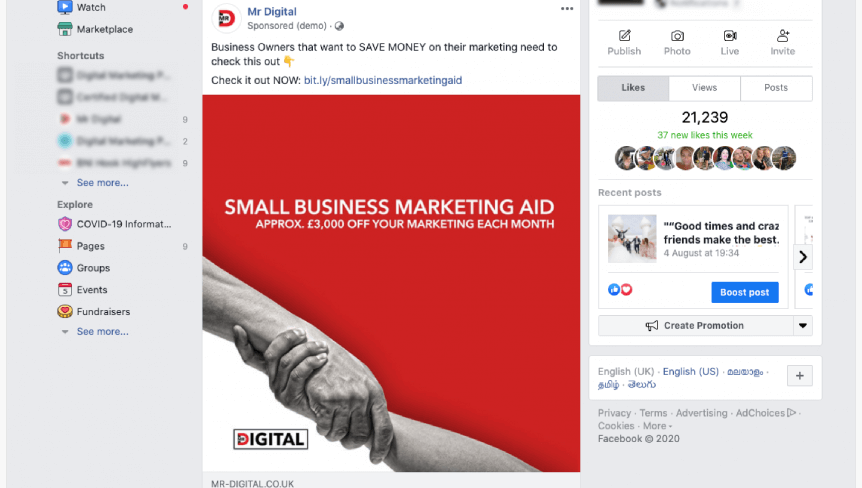 Watch
Marketplace
Shortcuts
9
2
9
See more...
Explore
COVID-19 Informat...
Pages 9
Groups
5
Events
Fundraisers
See more...
MR
Mr Digital
Sponsored (demo) ·
Business Owners that want to SAVE MONEY on their marketing need to
check this out 👇
Check it out NOW: bit.ly/smallbusinessmarketingaid
SMALL BUSINESS MARKETING AID
APPROX. £3,000 OFF YOUR MARKETING EACH MONTH
DIGITAL
MR-DIGITAL.CO.UK
Publish Photo Live Invite
Likes Views Posts
21,239
37 new likes this week
Recent posts
"“Good times and craz
friends make the best.
4 August at 19:34
Boost post
Create Promotion
English (UK) · English (US) · മലയാളം ·
தமிழ் · తెలుగు
+
Privacy · Terms · Advertising · AdChoices ·
Cookies · More ·
Facebook © 2020